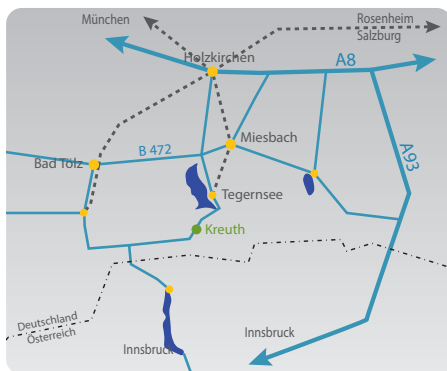 München
Rosenheim
Salzburg
Holzkirchen
A8
Miesbach
B 472
A93
Bad Tölz
Tegernsee
Kreuth
Deutschland
Österreich
Innsbruck
Innsbruck